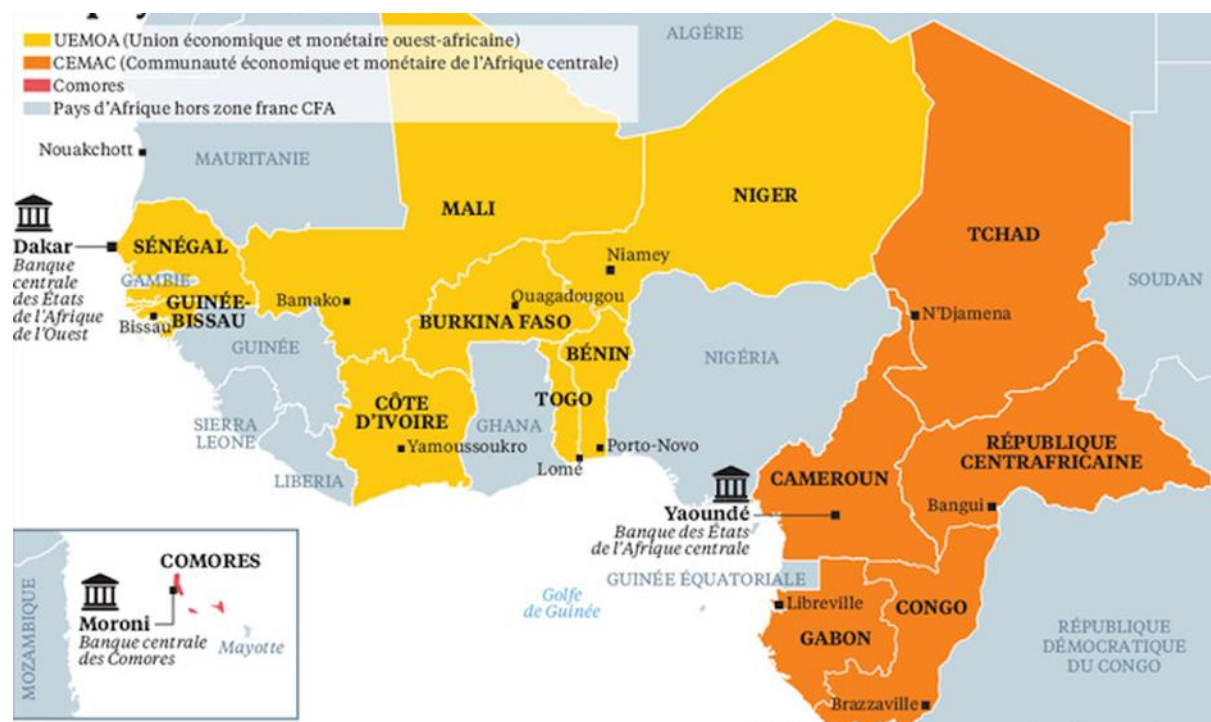 UEMOA (Union économique et monétaire ouest-africaine)
CEMAC (Communauté économique et monétaire de l'Afrique centrale)
Comores
Pays d'Afrique hors zone franc CFA
ALGÉRIE
Nouakchott
MAURITANIE
MALI
NIGER
TCHAD
SOUDAN
Dakar
Banque
centrale
des États
de l'Afrique
de l'Ouest
SÉNÉGAL
GAMBIE
GUINÉE-
BISSAU
Bissau
Bamako
Niamey
Ouagadougou
BURKINA FASO
N'Djamena
GUINÉE
BÉNIN
NIGÉRIA
CÔTE
D'IVOIRE
TOGO
GHANA
SIERRA
LEONE
Yamoussoukro
Porto-Novo
Lomé
LIBERIA
RÉPUBLIQUE
CENTRAFRICAINE
CAMEROUN
Bangui
Yaoundé
Banque des États
de l'Afrique centrale
GUINÉE ÉQUATORIALE
Golfe
de Guinée
Libreville
CONGO
GABON
RÉPUBLIQUE
DÉMOCRATIQUE
DU CONGO
Brazzaville
MOZAMBIQUE
COMORES
Moroni
Banque centrale
des Comores
Mayotte